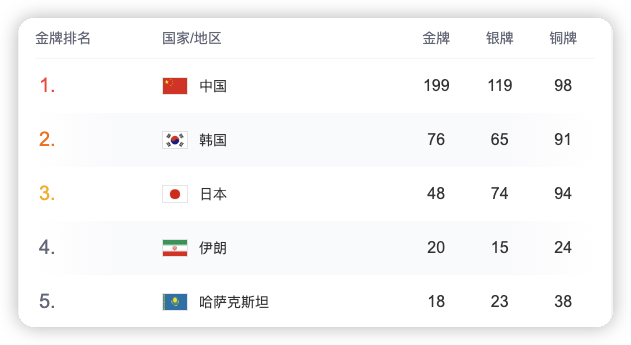 金牌排名 国家/地区 金牌 银牌 铜牌
1. 中国 199 119 98
2. 韩国 76 65 91
3. 日本 48 74 94
4. 伊朗 20 15 24
5. 哈萨克斯坦 18 23 38